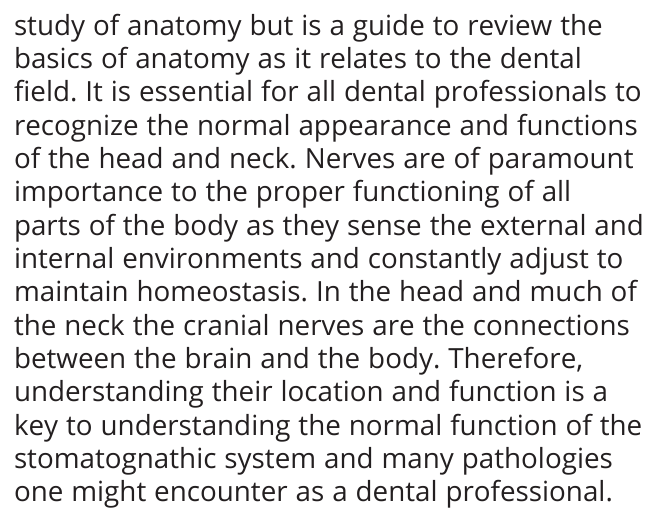 study of anatomy but is a guide to review the
basics of anatomy as it relates to the dental
field. It is essential for all dental professionals to
recognize the normal appearance and functions
of the head and neck. Nerves are of paramount
importance to the proper functioning of all
parts of the body as they sense the external and
internal environments and constantly adjust to
maintain homeostasis. In the head and much of
the neck the cranial nerves are the connections
between the brain and the body. Therefore,
understanding their location and function is a
key to understanding the normal function of the
stomatognathic system and many pathologies
one might encounter as a dental professional.